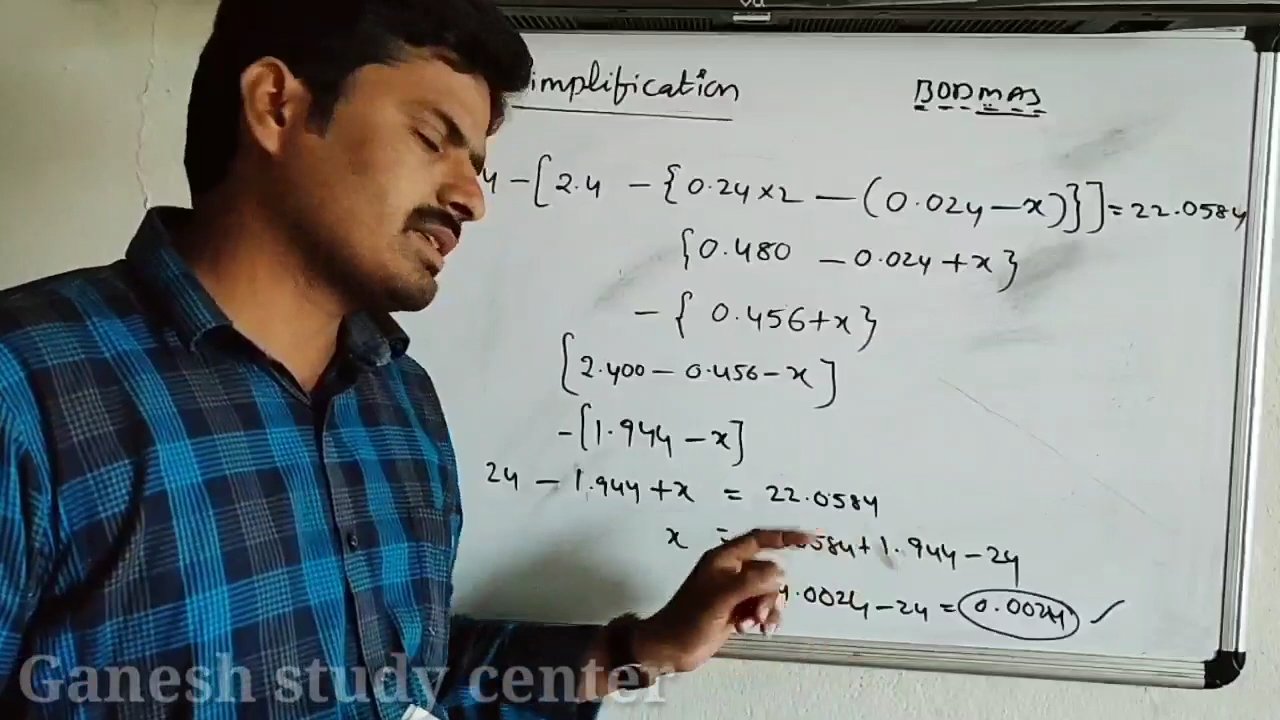 implification
BODMAS
4 - [2.4 - {0.24×2 - (0.024 - x)}] = 22.0584
{0.480 - 0.024 + x}
- { 0.456 + x}
[2.400 - 0.456 - x]
- [1.944 - x]
24 - 1.944 + x = 22.0584
x = .0584 + 1.944 - 24
4.0024 - 24 = 0.0024 ✓
Ganesh study center